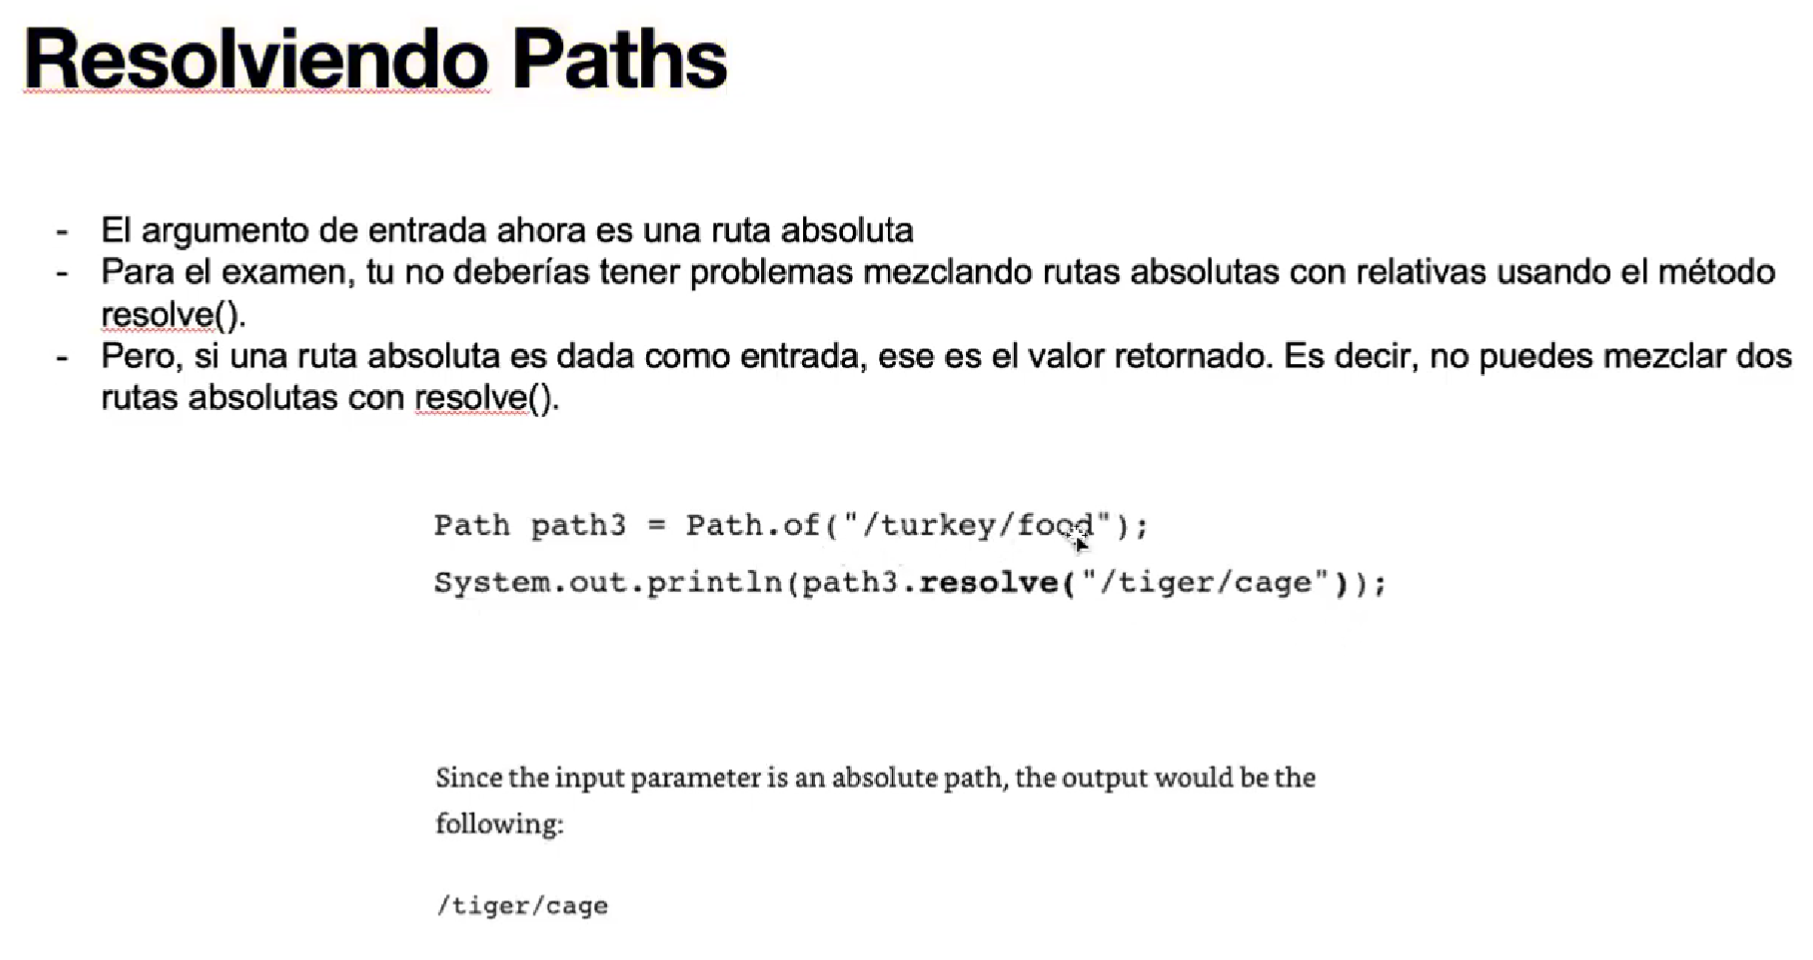 Resolviendo Paths
- El argumento de entrada ahora es una ruta absoluta
- Para el examen, tu no deberías tener problemas mezclando rutas absolutas con relativas usando el método
resolve().
- Pero, si una ruta absoluta es dada como entrada, ese es el valor retornado. Es decir, no puedes mezclar dos
rutas absolutas con resolve().
Path path3 = Path.of("/turkey/food");
System.out.println(path3.resolve("/tiger/cage"));
Since the input parameter is an absolute path, the output would be the
following:
/tiger/cage